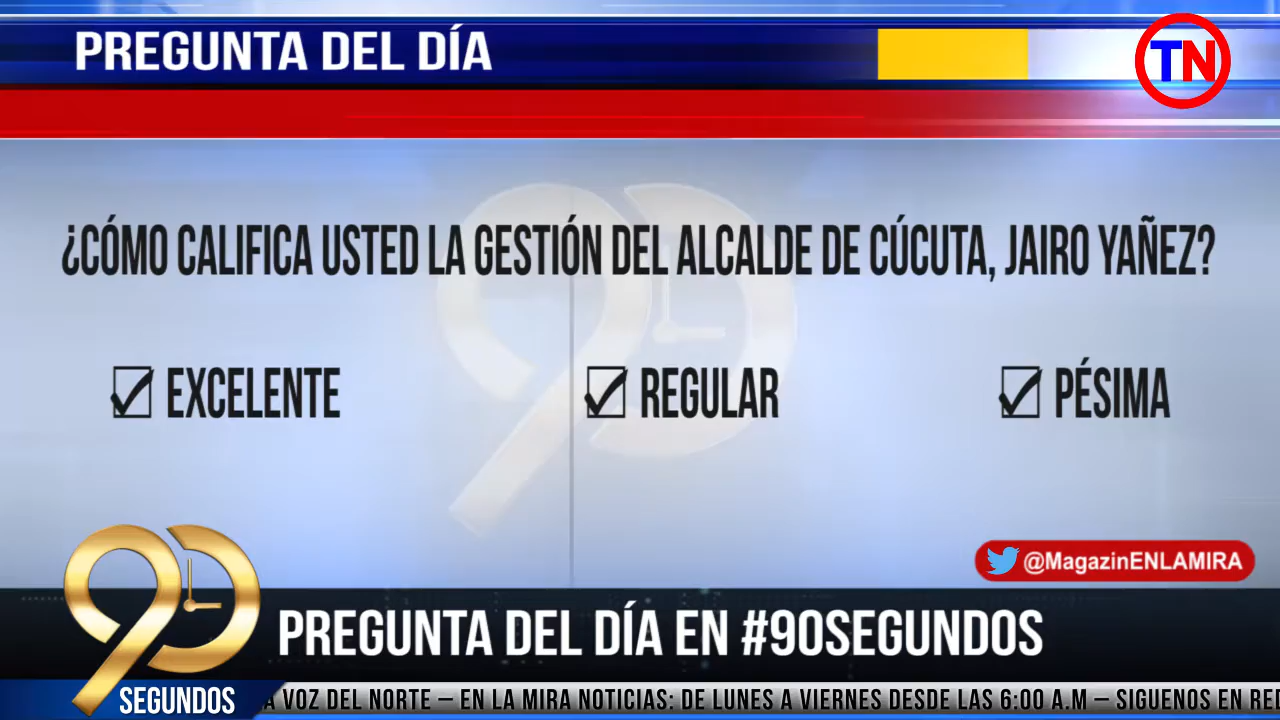 PREGUNTA DEL DÍA
TN
¿CÓMO CALIFICA USTED LA GESTIÓN DEL ALCALDE DE CÚCUTA, JAIRO YAÑEZ?
EXCELENTE
REGULAR
PÉSIMA
@MagazinENLAMIRA
90
PREGUNTA DEL DÍA EN #90SEGUNDOS
SEGUNDOS
A VOZ DEL NORTE – EN LA MIRA NOTICIAS: DE LUNES A VIERNES DESDE LAS 6:00 A.M – SIGUENOS EN RED